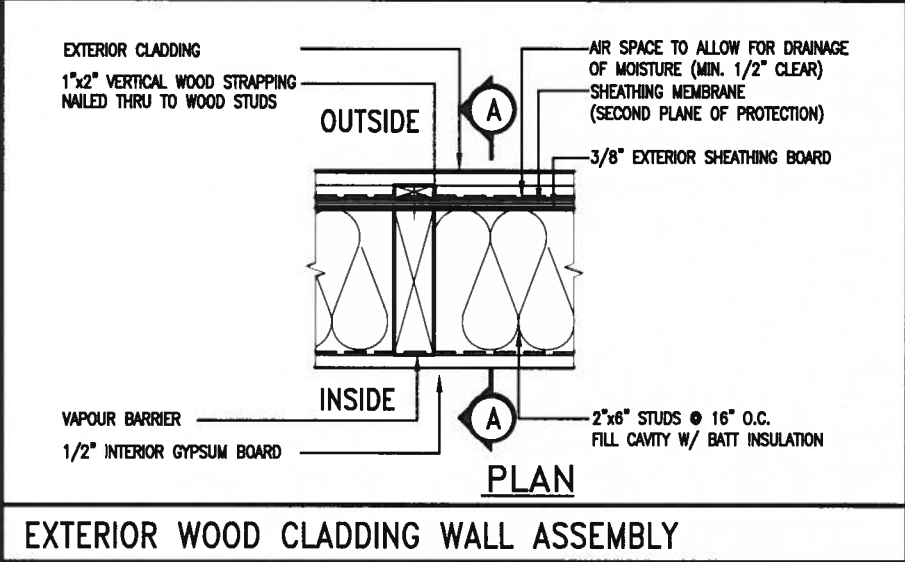 EXTERIOR CLADDING
1"x2" VERTICAL WOOD STRAPPING
NAILED THRU TO WOOD STUDS
OUTSIDE
A
AIR SPACE TO ALLOW FOR DRAINAGE
OF MOISTURE (MIN. 1/2" CLEAR)
SHEATHING MEMBRANE
(SECOND PLANE OF PROTECTION)
3/8" EXTERIOR SHEATHING BOARD
INSIDE
A
VAPOUR BARRIER
1/2" INTERIOR GYPSUM BOARD
2"x6" STUDS @ 16" O.C.
FILL CAVITY W/ BATT INSULATION
PLAN
EXTERIOR WOOD CLADDING WALL ASSEMBLY